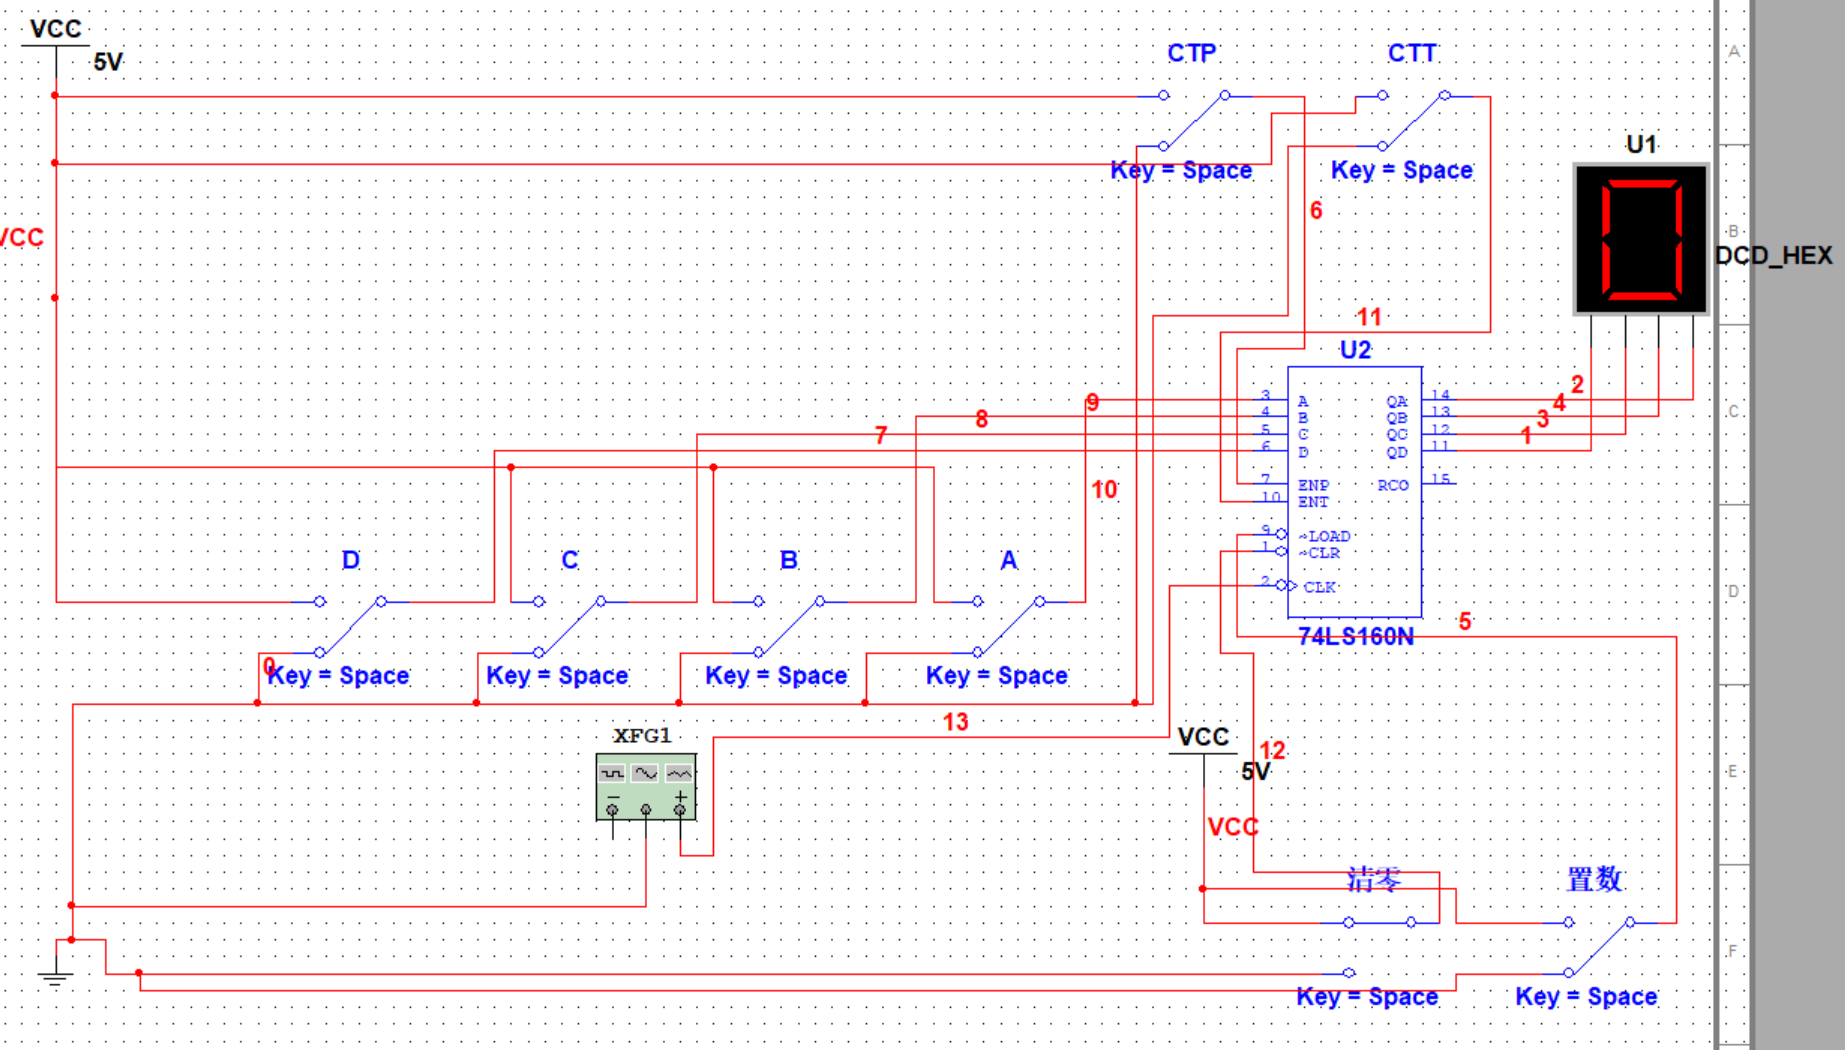 VCC
5V
CTP
CTT
A
U1
Key = Space
Key = Space
6
VCC
B
DCD_HEX
11
U2
2
9
3
A
QA
14
4
C
8
4
B
QB
13
3
7
5
C
QC
12
1
6
D
QD
11
10
7
ENP
RCO
15
10
ENT
9
~LOAD
1
~CLR
D
C
B
A
2
CLK
D
5
74LS160N
0
Key = Space
Key = Space
Key = Space
Key = Space
13
XFG1
VCC
12
5V
E
VCC
清零
置数
F
Key = Space
Key = Space